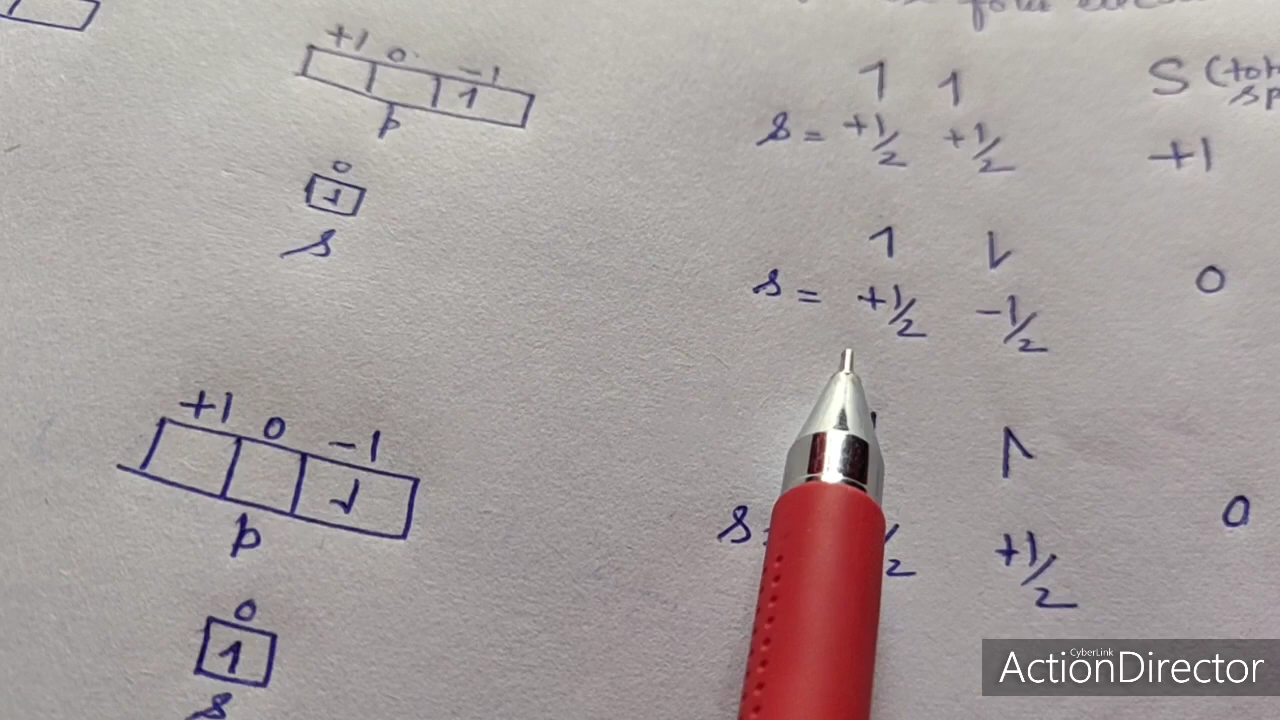 +1 0 -1
1
p
0
s
1 1
s = +1/2 +1/2
S (tot
sp
+1
1
s = +1/2 -1/2
0
+1 0 -1
p
0
1
s
s
+1/2
0
CyberLink
ActionDirector